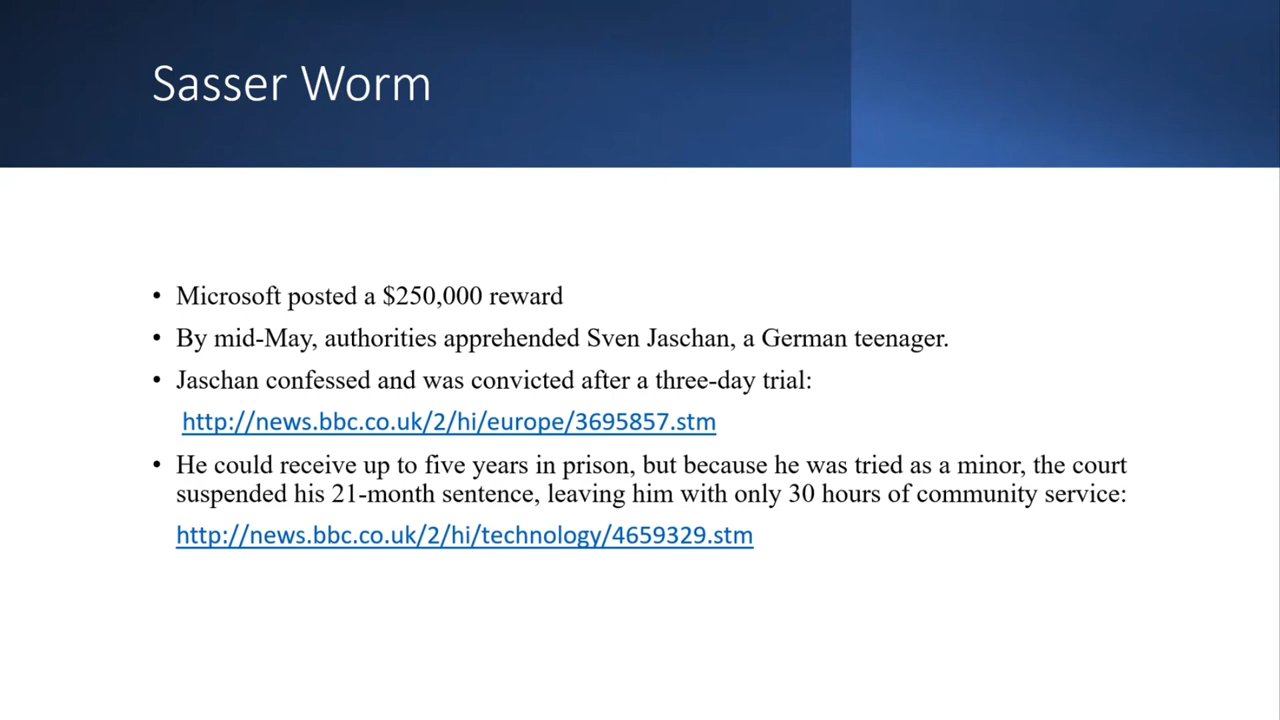 Sasser Worm
• Microsoft posted a $250,000 reward
• By mid-May, authorities apprehended Sven Jaschan, a German teenager.
• Jaschan confessed and was convicted after a three-day trial:
http://news.bbc.co.uk/2/hi/europe/3695857.stm
• He could receive up to five years in prison, but because he was tried as a minor, the court
suspended his 21-month sentence, leaving him with only 30 hours of community service:
http://news.bbc.co.uk/2/hi/technology/4659329.stm